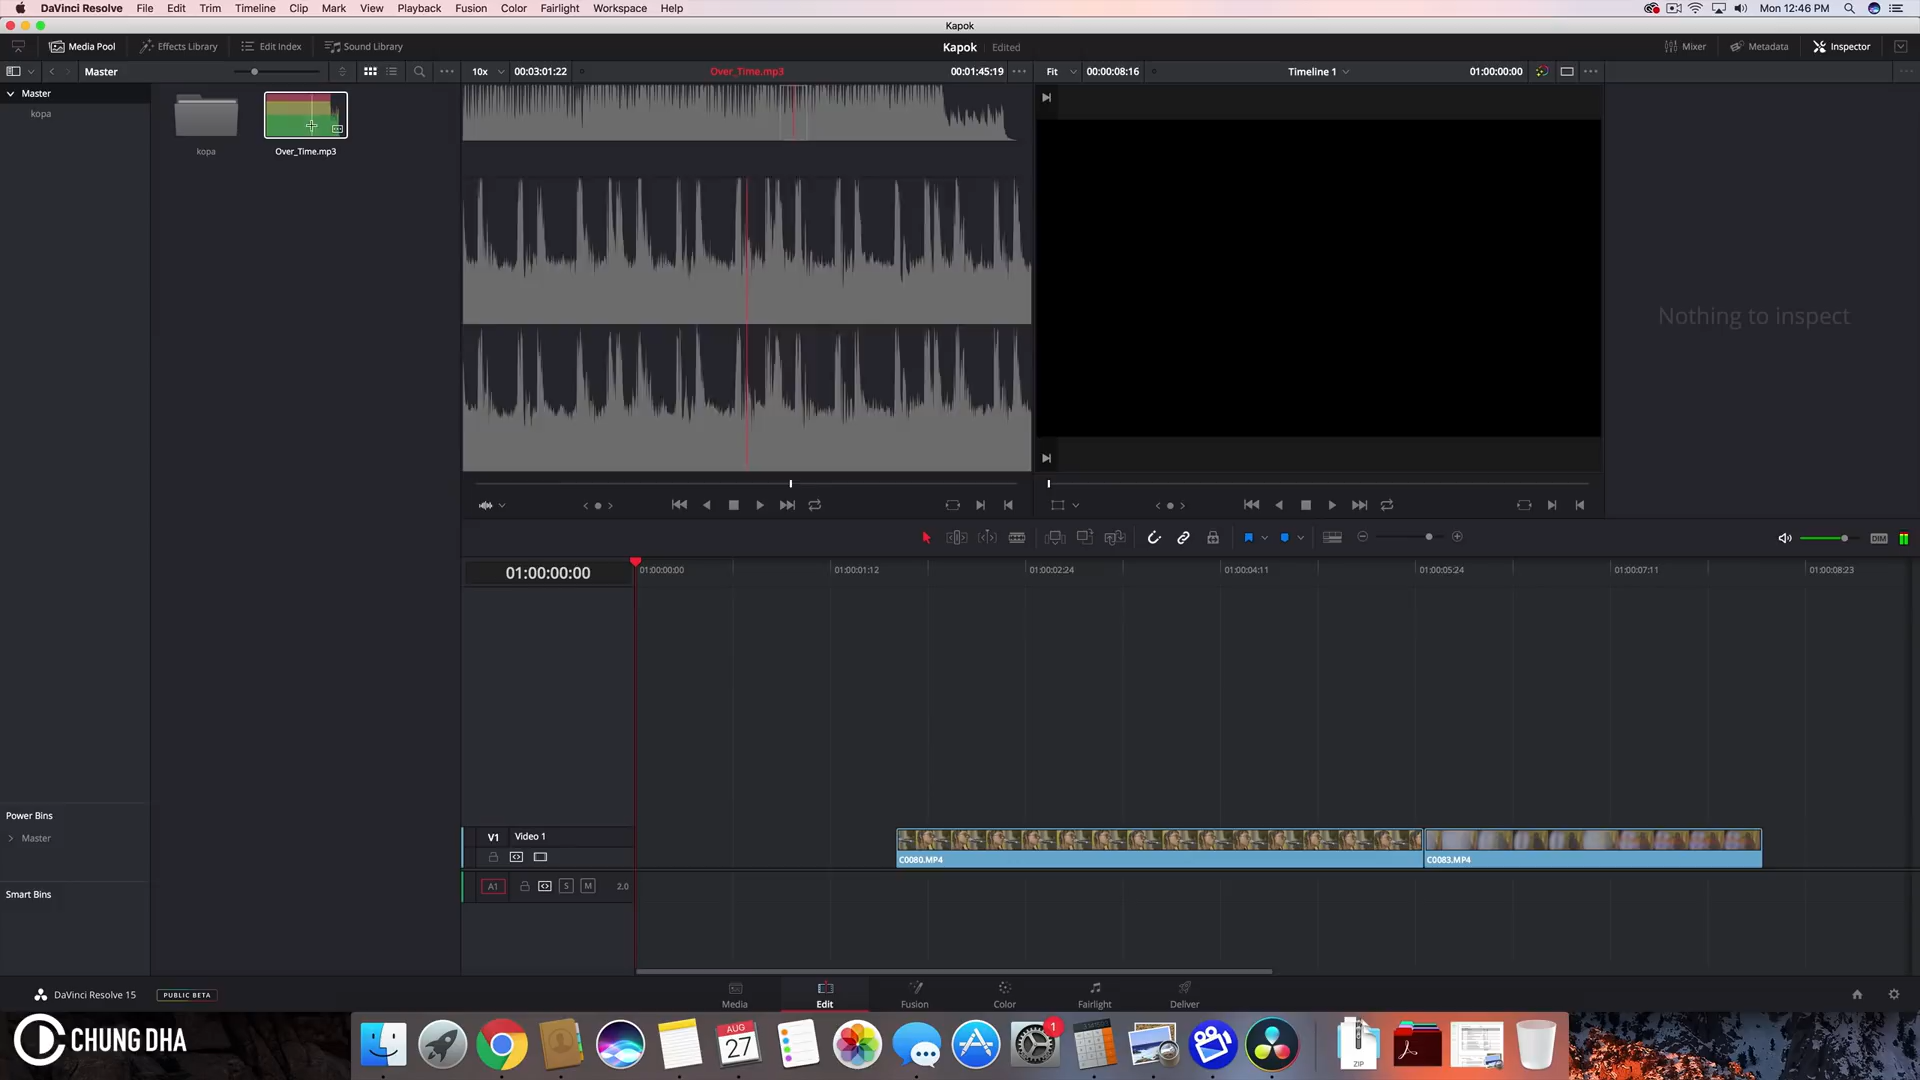 DaVinci Resolve File Edit Trim Timeline Clip Mark View Playback Fusion Color Fairlight Workspace Help Mon 12:46 PM
Kapok
Media Pool Effects Library Edit Index Sound Library Kapok Edited Mixer Metadata Inspector
Master 10x 00:03:01:22 Over_Time.mp3 00:01:45:19 Fit 00:00:08:16 Timeline 1 01:00:00:00
Master
kopa
kopa Over_Time.mp3
Nothing to inspect
DIM
01:00:00:00 01:00:00:00 01:00:01:12 01:00:02:24 01:00:04:11 01:00:05:24 01:00:07:11 01:00:08:23
Power Bins
Master
V1 Video 1
C0080.MP4 C0083.MP4
A1 S M 2.0
Smart Bins
DaVinci Resolve 15 PUBLIC BETA
Media Edit Fusion Color Fairlight Deliver
CHUNG DHA
AUG
27
1
ZIP